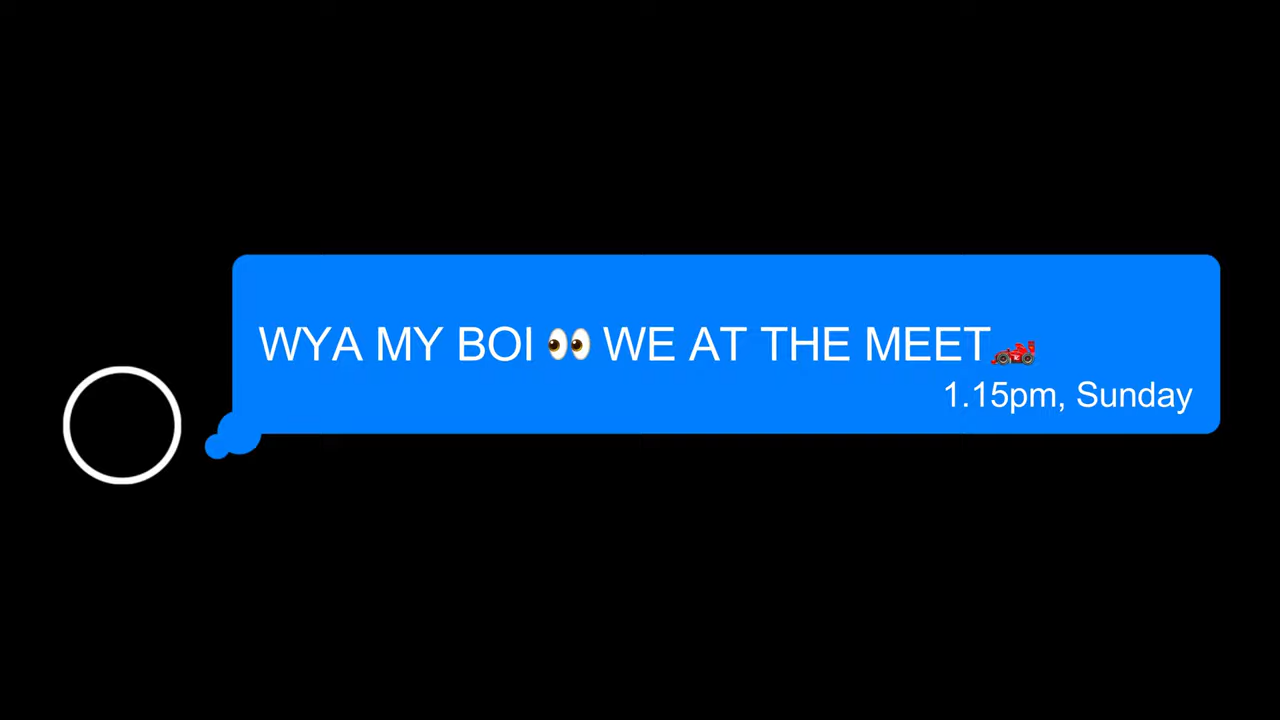 WYA MY BOI 👀 WE AT THE MEET🏎️
1.15pm, Sunday